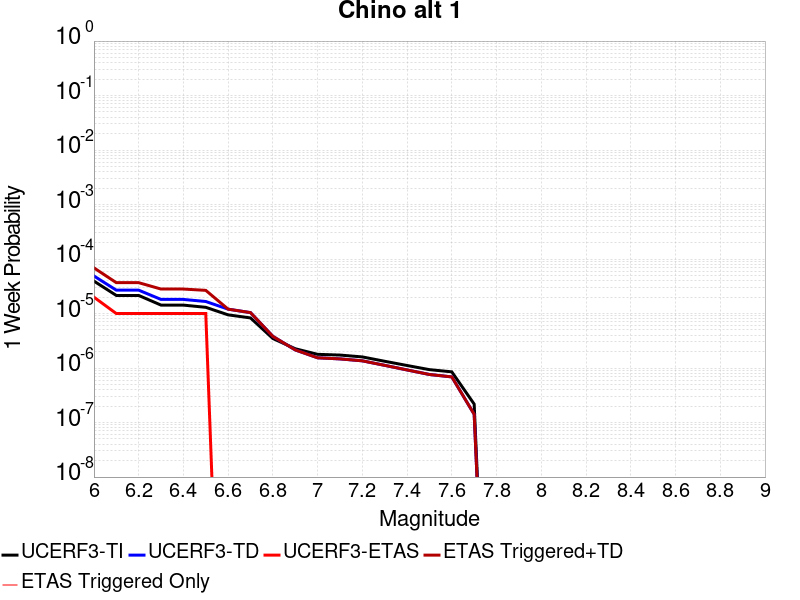 Chino alt 1
1 Week Probability
10^0
10^-1
10^-2
10^-3
10^-4
10^-5
10^-6
10^-7
10^-8
6 6.2 6.4 6.6 6.8 7 7.2 7.4 7.6 7.8 8 8.2 8.4 8.6 8.8 9
Magnitude
UCERF3-TI UCERF3-TD UCERF3-ETAS ETAS Triggered+TD
ETAS Triggered Only